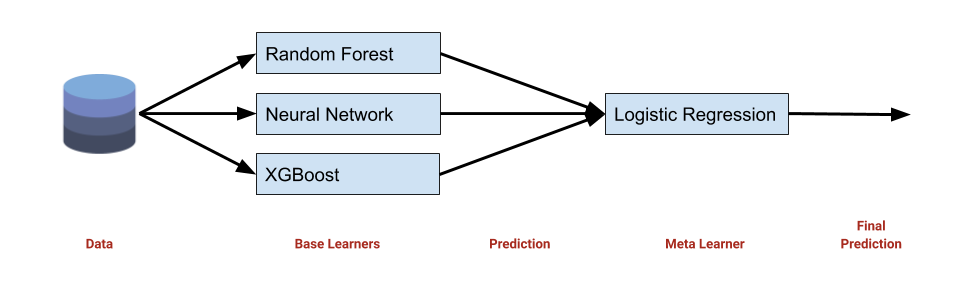 Random Forest
Neural Network
XGBoost
Logistic Regression
Data
Base Learners
Prediction
Meta Learner
Final
Prediction